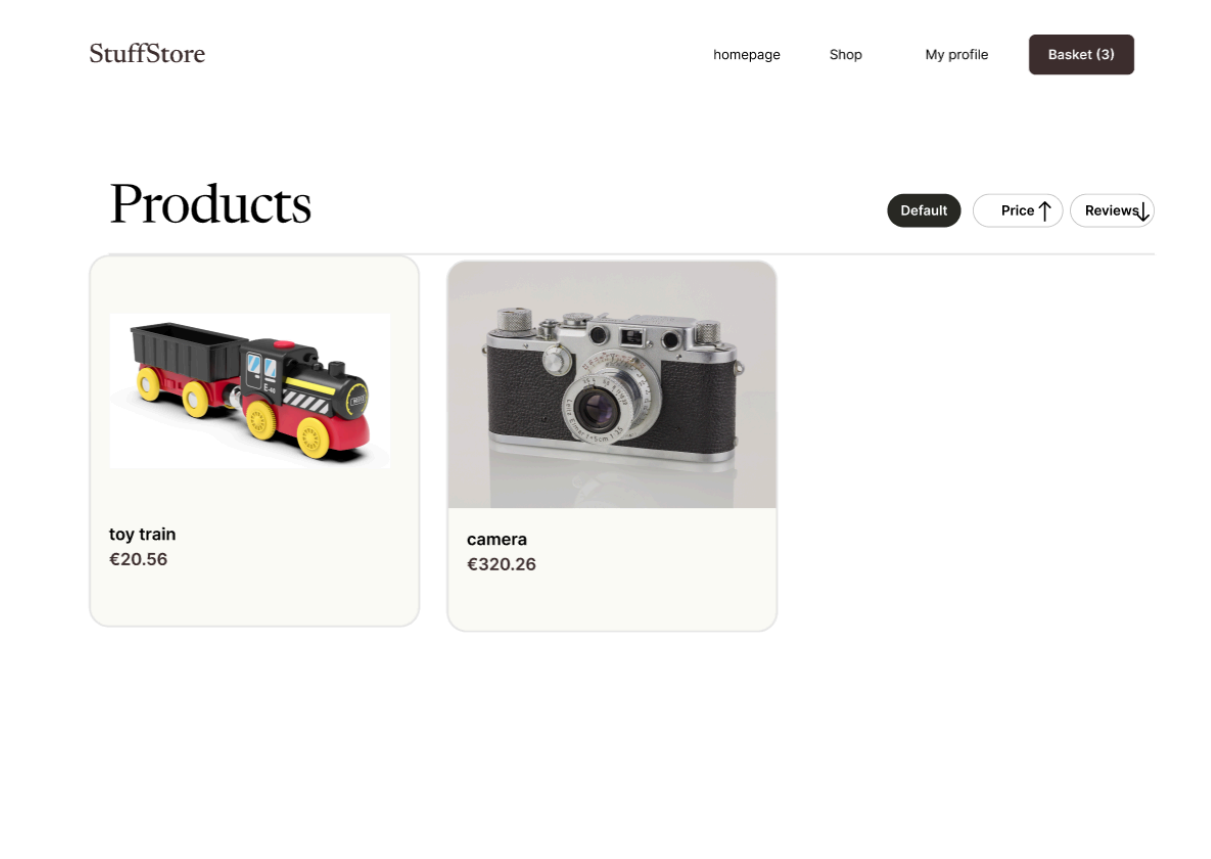 StuffStore
homepage Shop My profile Basket (3)
Products
Default Price ↑ Reviews ↓
toy train
€20.56
camera
€320.26